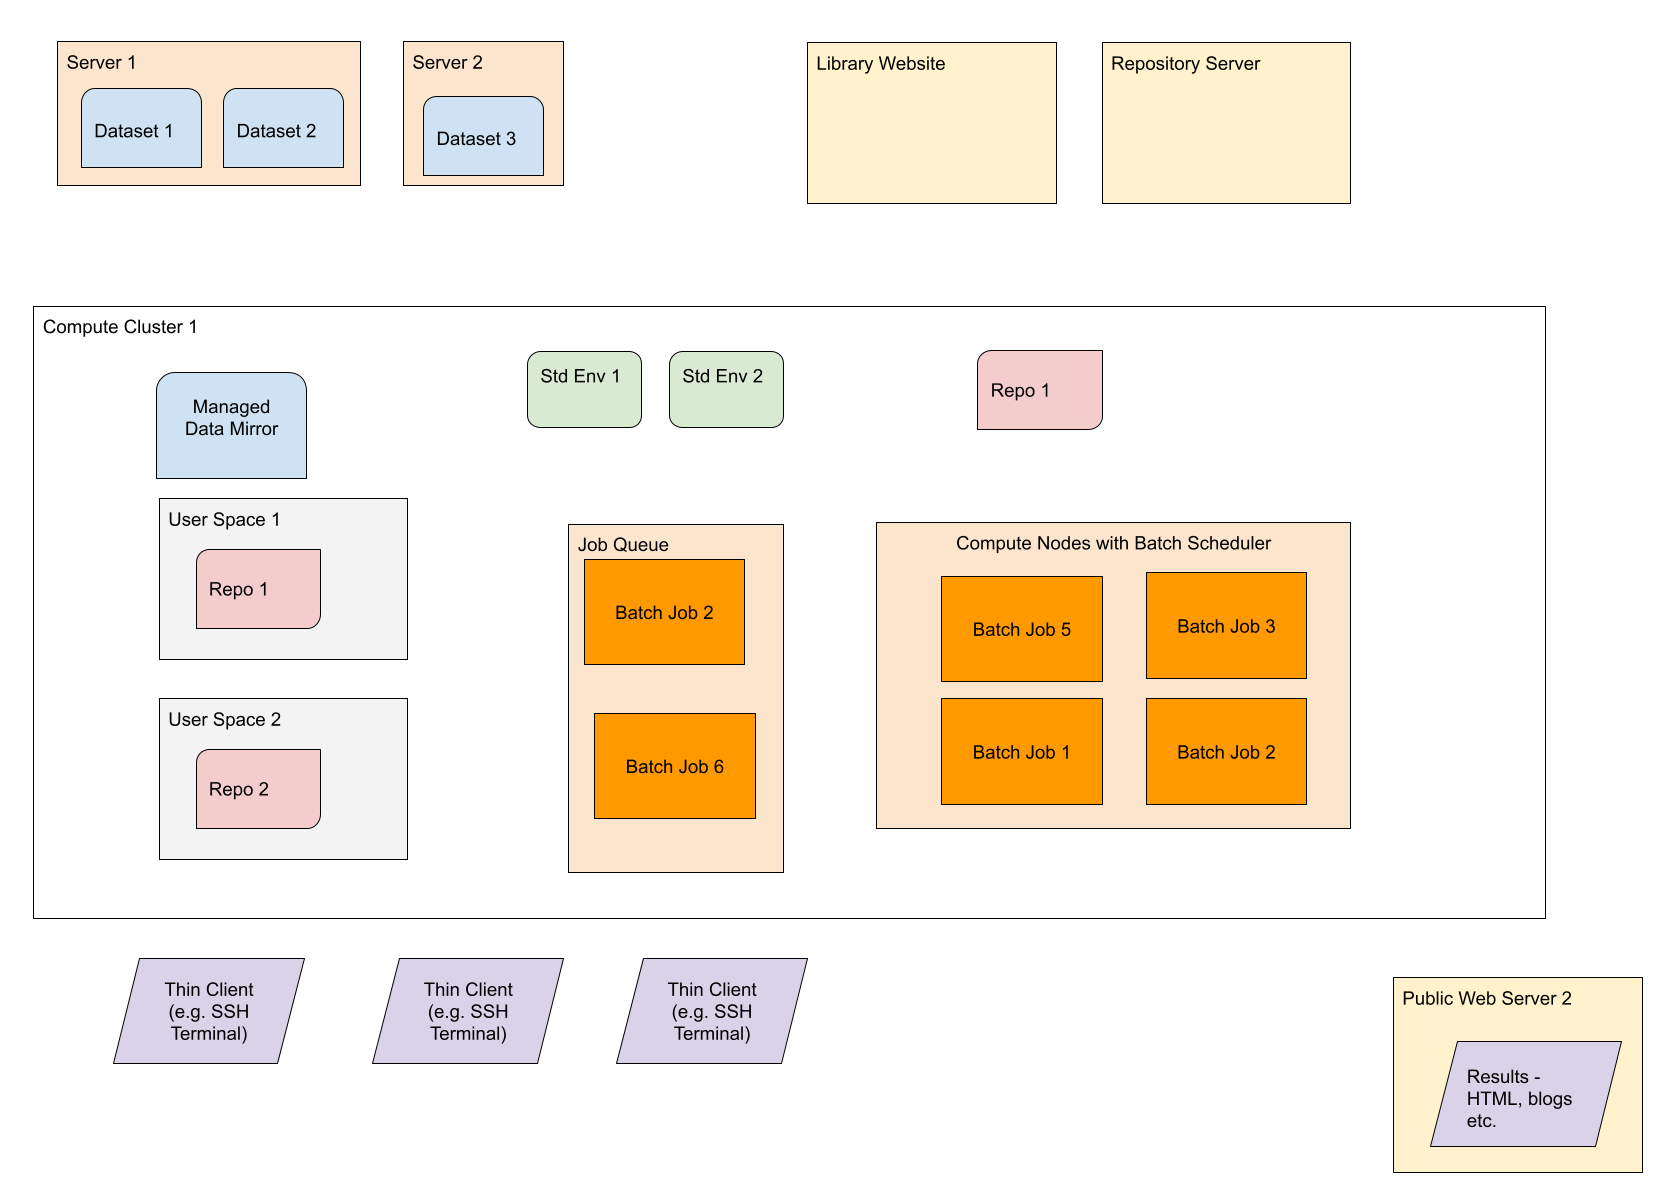 Server 1
Dataset 1
Dataset 2
Server 2
Dataset 3
Library Website
Repository Server
Compute Cluster 1
Managed
Data Mirror
Std Env 1
Std Env 2
Repo 1
User Space 1
Repo 1
User Space 2
Repo 2
Job Queue
Batch Job 2
Batch Job 6
Compute Nodes with Batch Scheduler
Batch Job 5
Batch Job 3
Batch Job 1
Batch Job 2
Thin Client
(e.g. SSH
Terminal)
Thin Client
(e.g. SSH
Terminal)
Thin Client
(e.g. SSH
Terminal)
Public Web Server 2
Results -
HTML, blogs
etc.